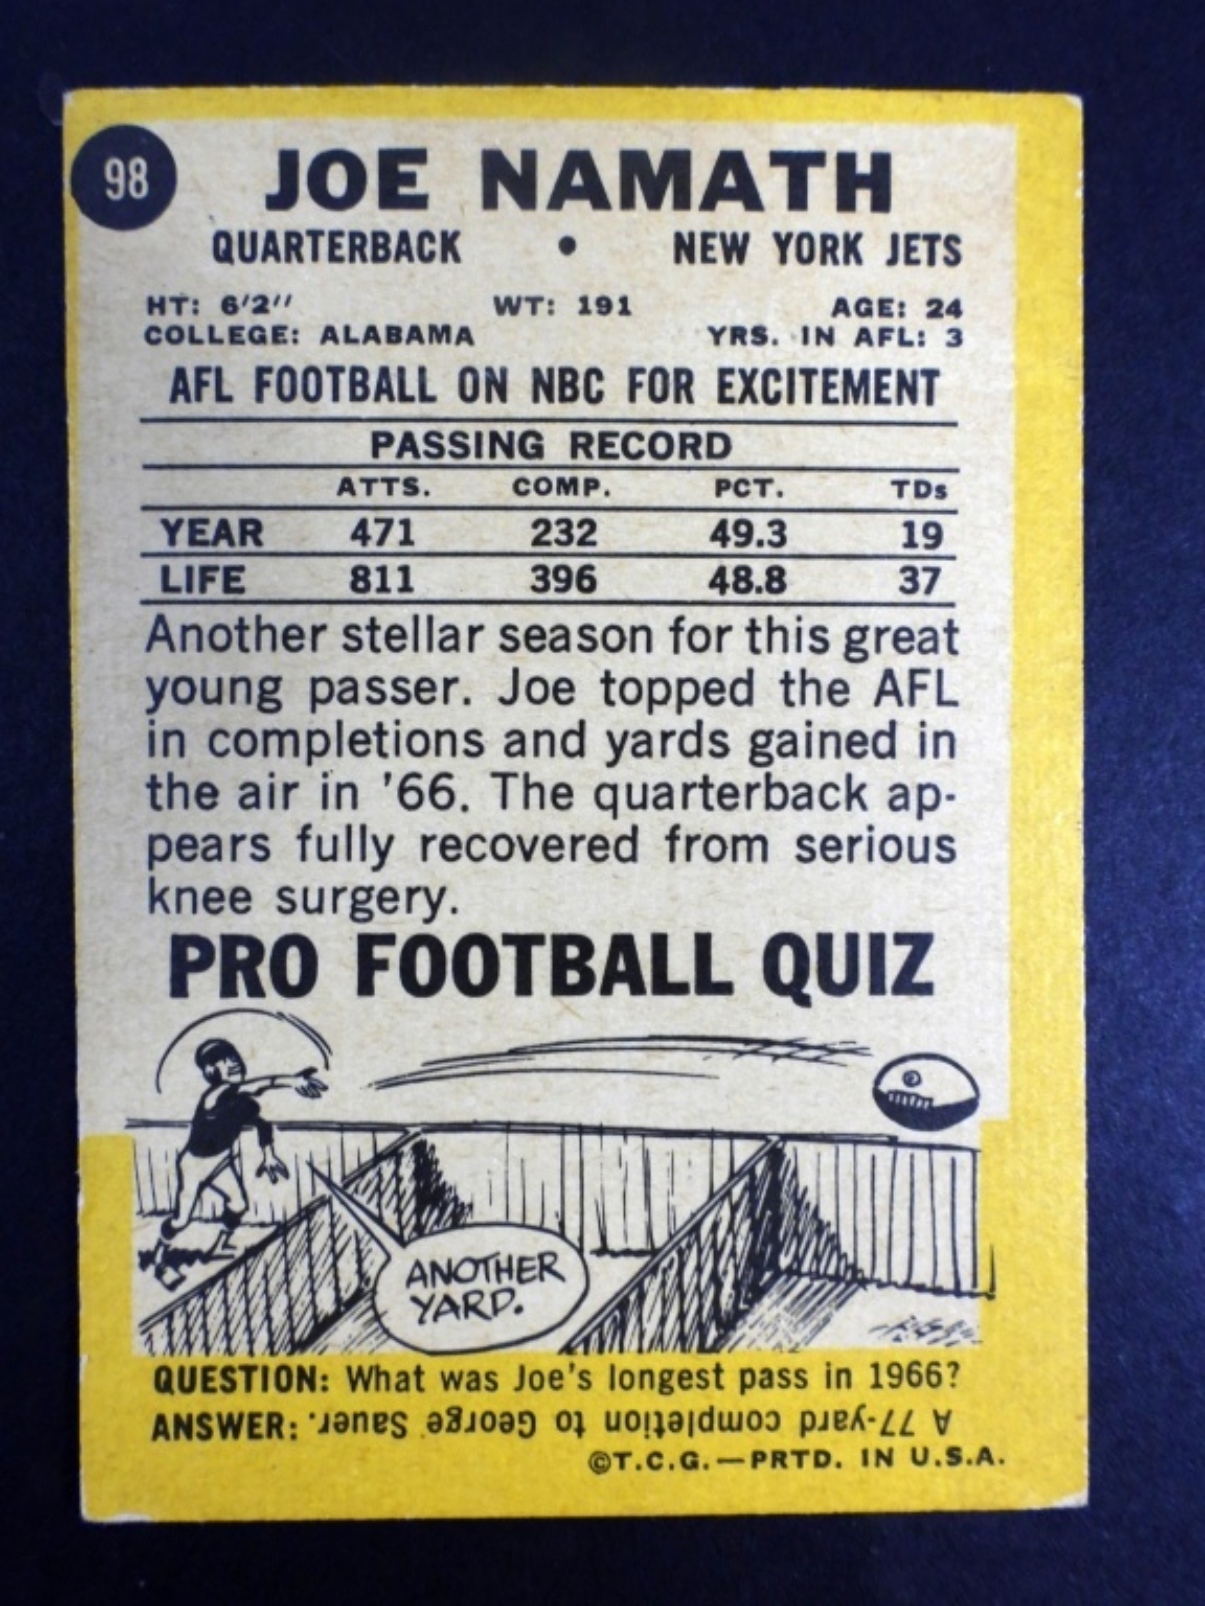 98
JOE NAMATH
QUARTERBACK • NEW YORK JETS
HT: 6'2" WT: 191 AGE: 24
COLLEGE: ALABAMA YRS. IN AFL: 3
AFL FOOTBALL ON NBC FOR EXCITEMENT
PASSING RECORD
ATTS. COMP. PCT. TDs
YEAR 471 232 49.3 19
LIFE 811 396 48.8 37
Another stellar season for this great
young passer. Joe topped the AFL
in completions and yards gained in
the air in '66. The quarterback ap-
pears fully recovered from serious
knee surgery.
PRO FOOTBALL QUIZ
ANOTHER
YARD.
QUESTION: What was Joe's longest pass in 1966?
ANSWER: A 77-yard completion to George Sauer.
©T.C.G.—PRTD. IN U.S.A.